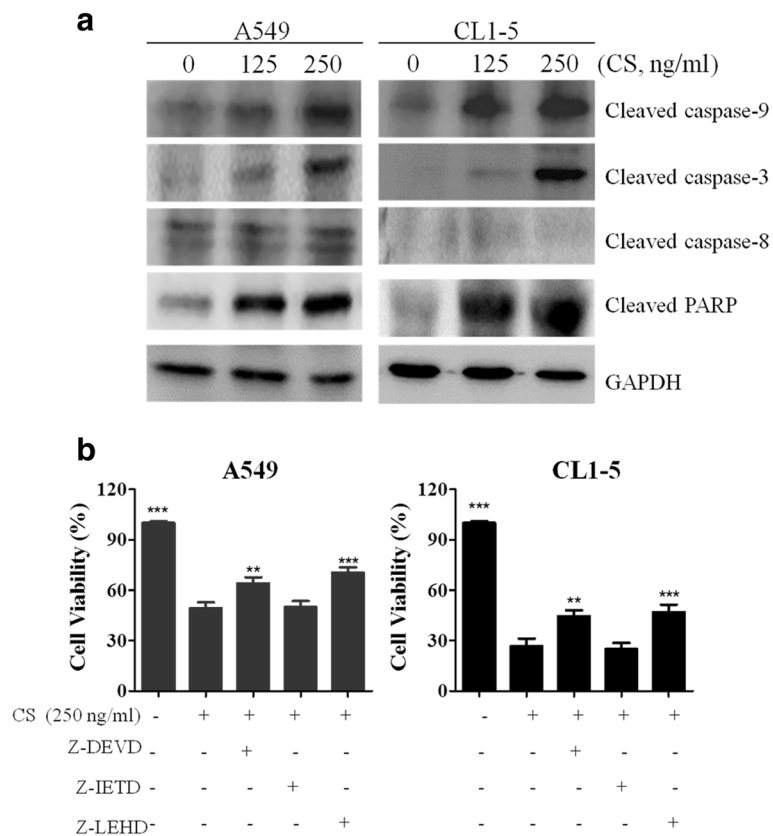 a
A549 CL1-5
0 125 250 0 125 250 (CS, ng/ml)
Cleaved caspase-9
Cleaved caspase-3
Cleaved caspase-8
Cleaved PARP
GAPDH
b
A549 CL1-5
Cell Viability (%) Cell Viability (%)
120 120
90 90
60 60
30 30
0 0
*** ** *** *** ** ***
CS (250 ng/ml) - + + + + - + + + +
Z-DEVD - - + - - - - + - -
Z-IETD - - - + - - - - + -
Z-LEHD - - - - + - - - - +